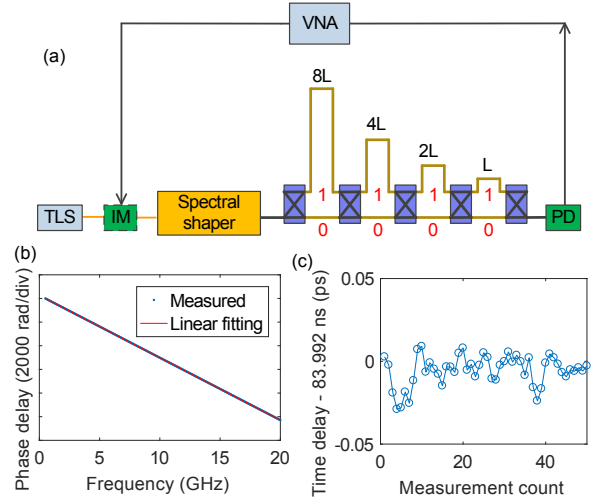 VNA
(a)
8L
4L
2L
L
1 1 1 1
TLS IM Spectral shaper PD
0 0 0 0
(b)
Measured
Linear fitting
Phase delay (2000 rad/div)
0 5 10 15 20
Frequency (GHz)
(c)
0.05
0
-0.05
Time delay - 83.992 ns (ps)
0 20 40
Measurement count